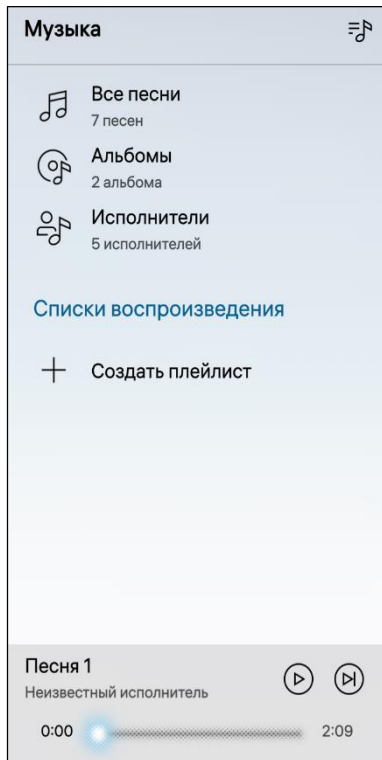 Музыка
Все песни
7 песен
Альбомы
2 альбома
Исполнители
5 исполнителей
Списки воспроизведения
Создать плейлист
Песня 1
Неизвестный исполнитель
0:00 2:09